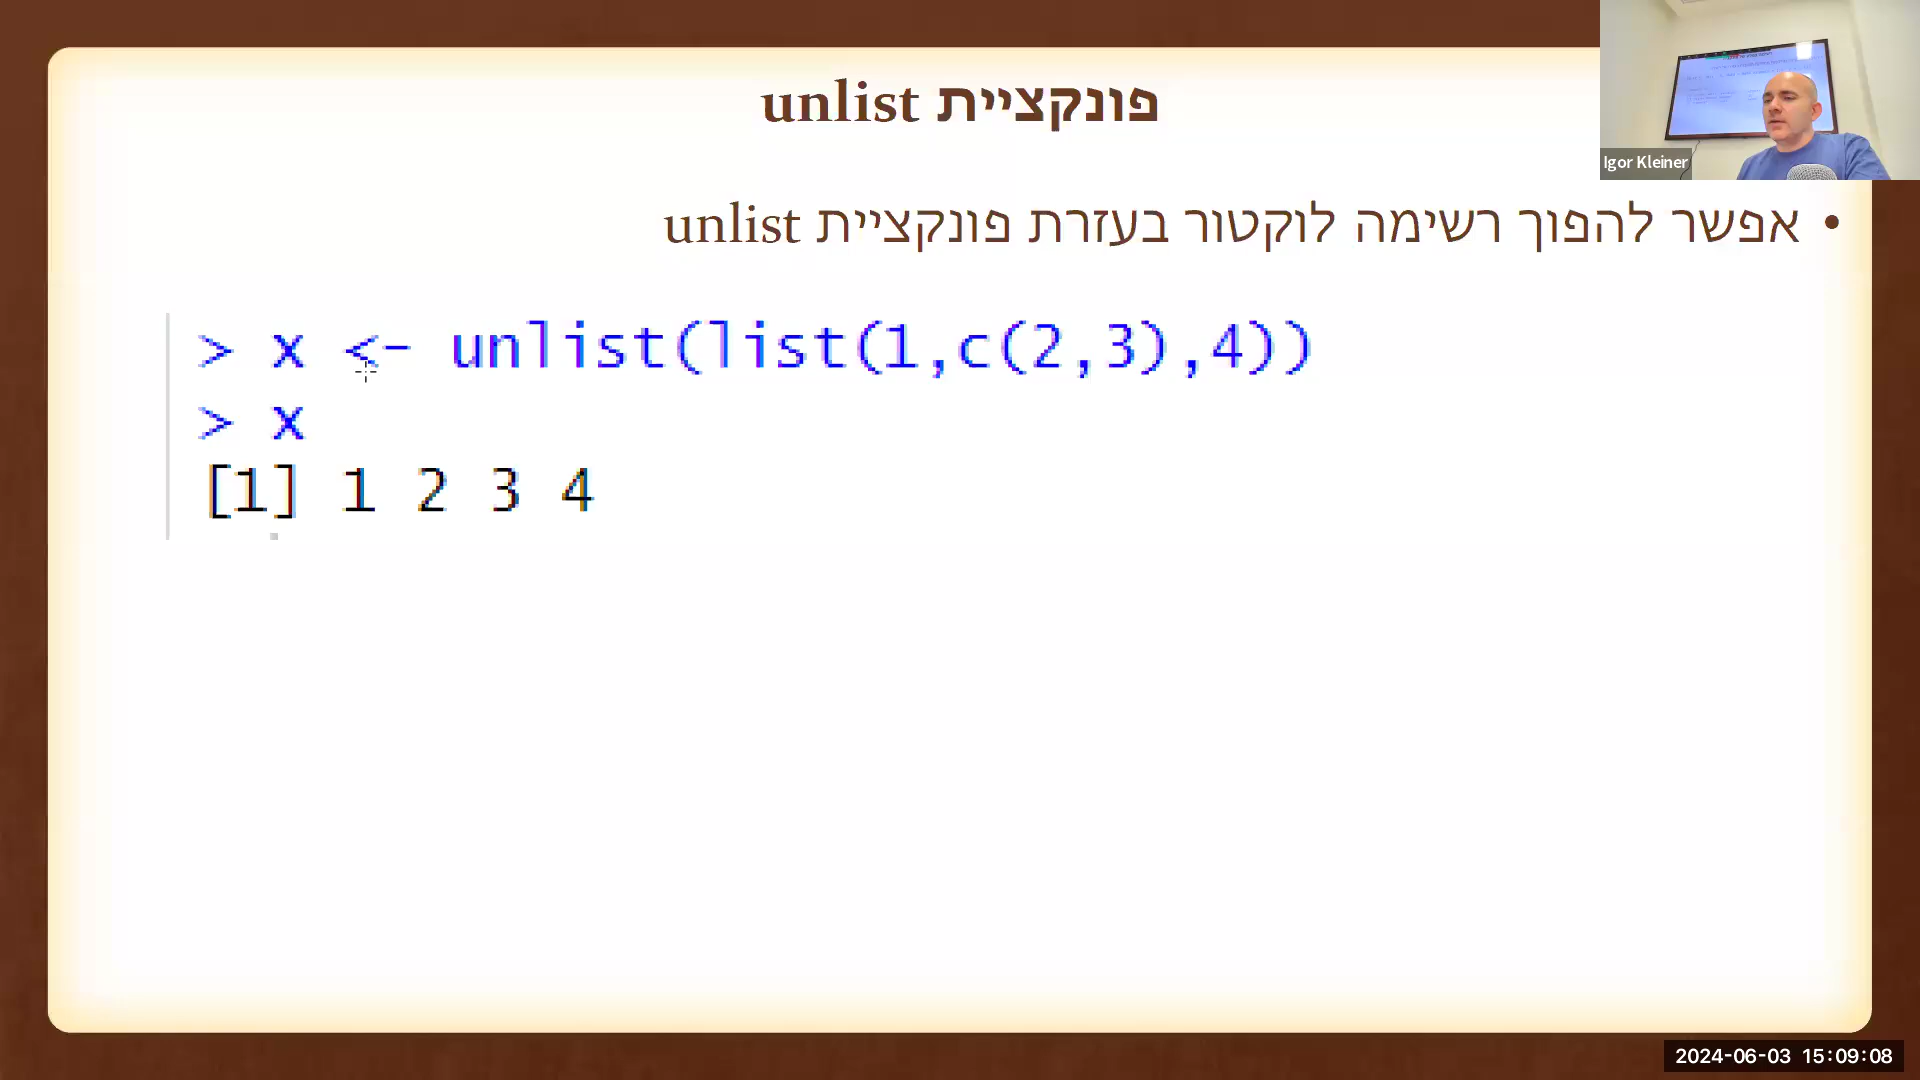 פונקציית unlist
Igor Kleiner
• אפשר להפוך רשימה לוקטור בעזרת פונקציית unlist
> x <- unlist(list(1,c(2,3),4))
> x
[1] 1 2 3 4
2024-06-03 15:09:08